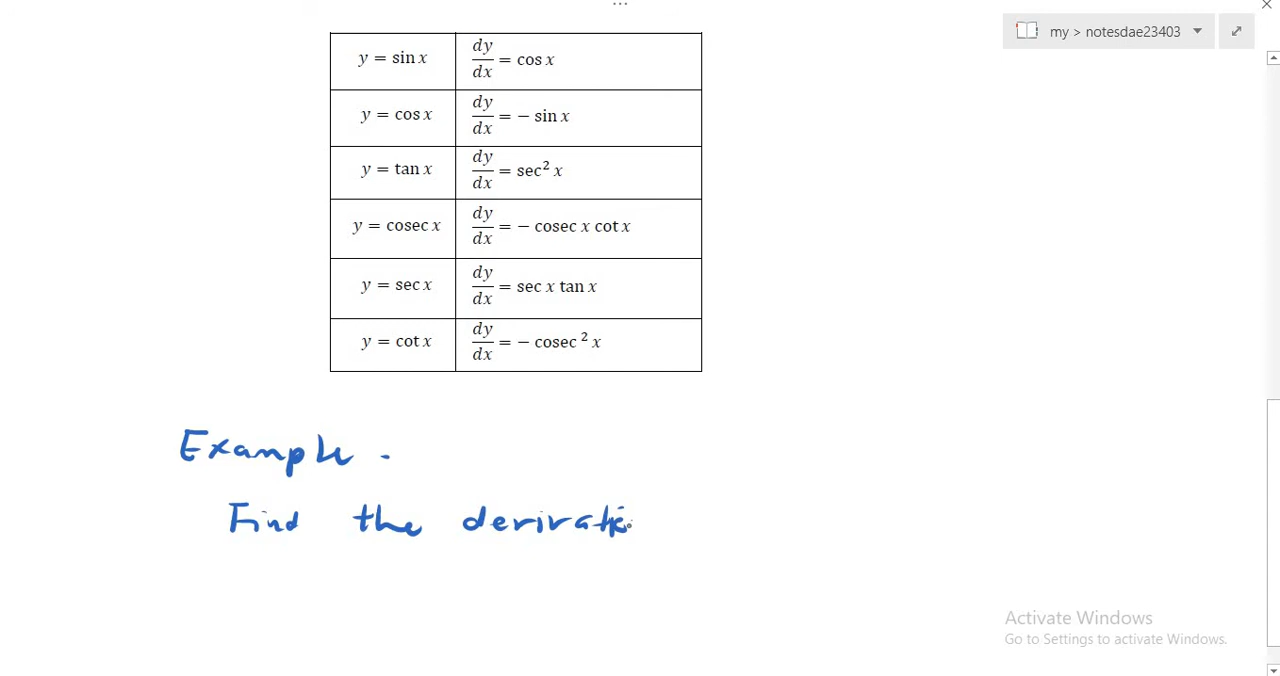 ...
my > notesdae23403
y = sin x dy/dx = cos x
y = cos x dy/dx = − sin x
y = tan x dy/dx = sec² x
y = cosec x dy/dx = − cosec x cot x
y = sec x dy/dx = sec x tan x
y = cot x dy/dx = − cosec ² x
Example .
Find the derivati
Activate Windows
Go to Settings to activate Windows.